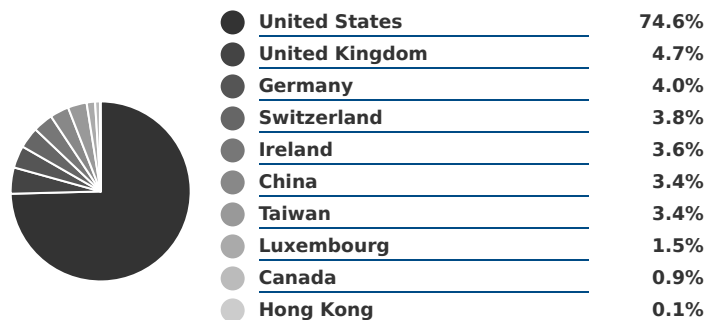 United States 74.6%
United Kingdom 4.7%
Germany 4.0%
Switzerland 3.8%
Ireland 3.6%
China 3.4%
Taiwan 3.4%
Luxembourg 1.5%
Canada 0.9%
Hong Kong 0.1%